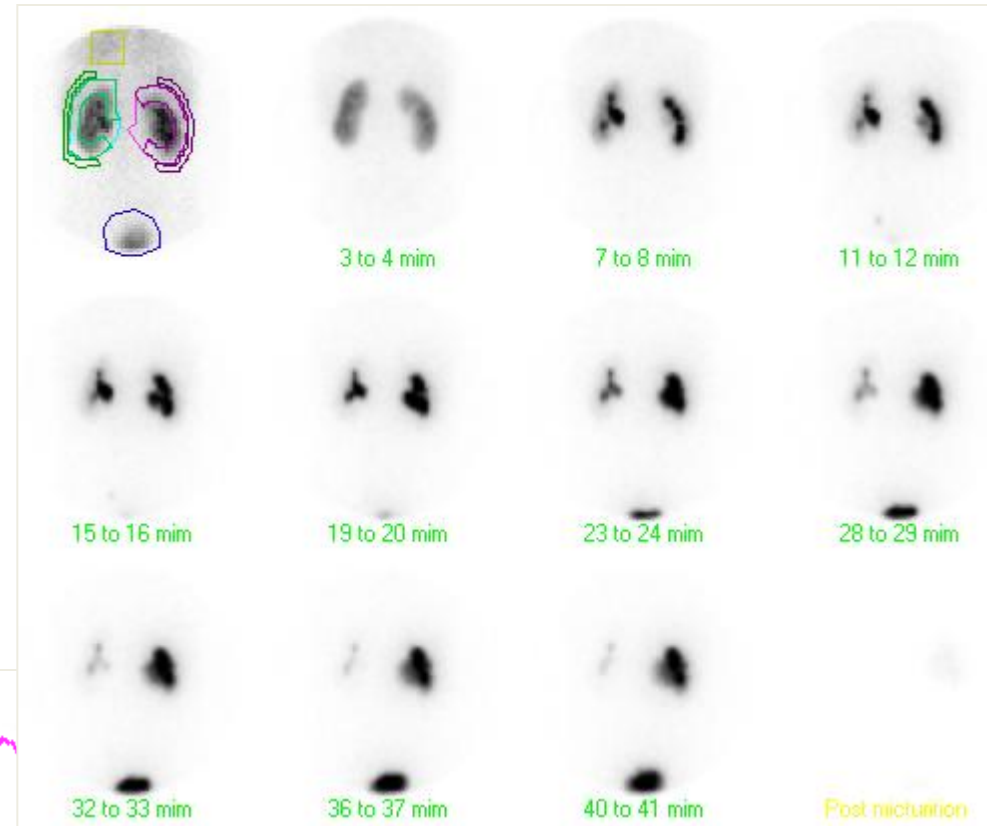 3 to 4 mim
7 to 8 mim
11 to 12 mim
15 to 16 mim
19 to 20 mim
23 to 24 mim
28 to 29 mim
32 to 33 mim
36 to 37 mim
40 to 41 mim
Post micturition